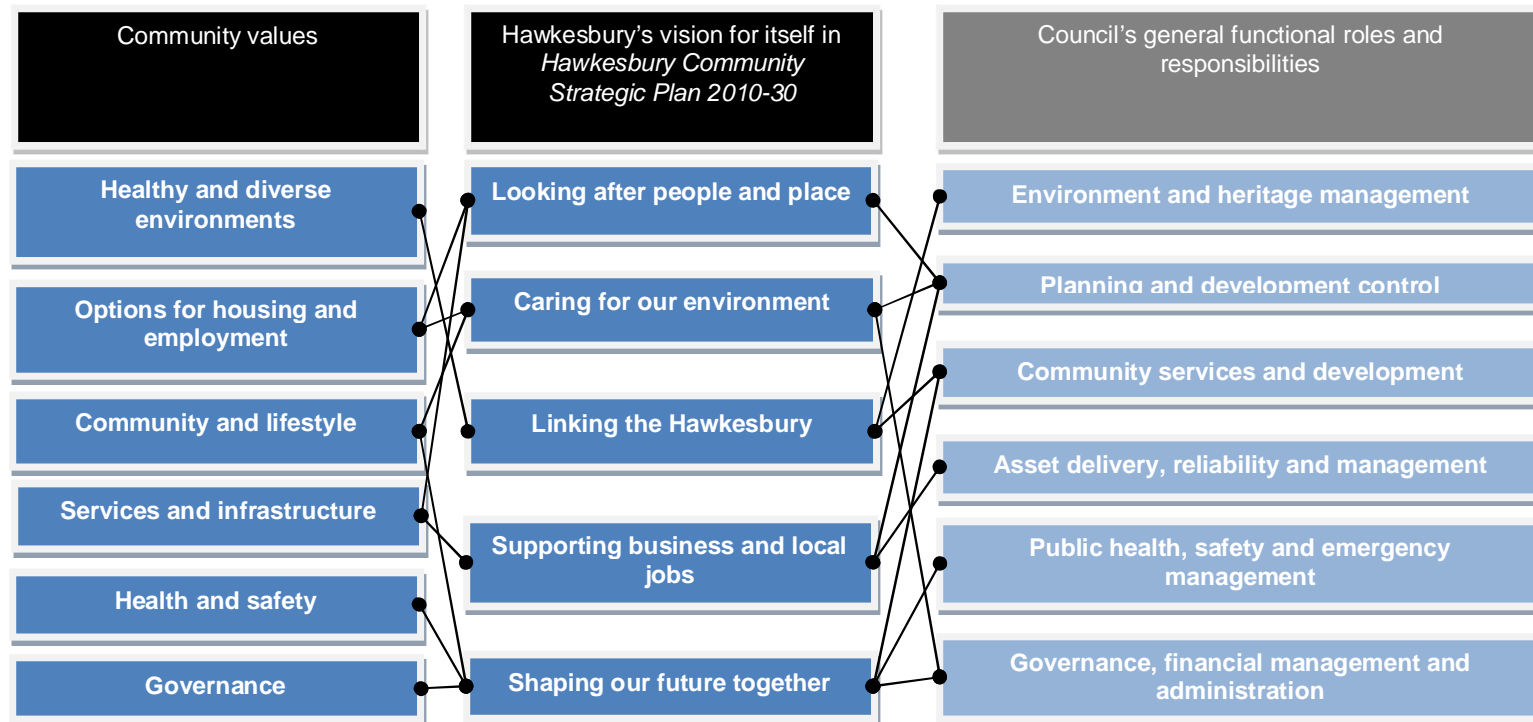 Community values
Hawkesbury's vision for itself in
Hawkesbury Community
Strategic Plan 2010-30
Council's general functional roles and
responsibilities
Healthy and diverse
environments
Options for housing and
employment
Community and lifestyle
Services and infrastructure
Health and safety
Governance
Looking after people and place
Caring for our environment
Linking the Hawkesbury
Supporting business and local
jobs
Shaping our future together
Environment and heritage management
Planning and development control
Community services and development
Asset delivery, reliability and management
Public health, safety and emergency
management
Governance, financial management and
administration